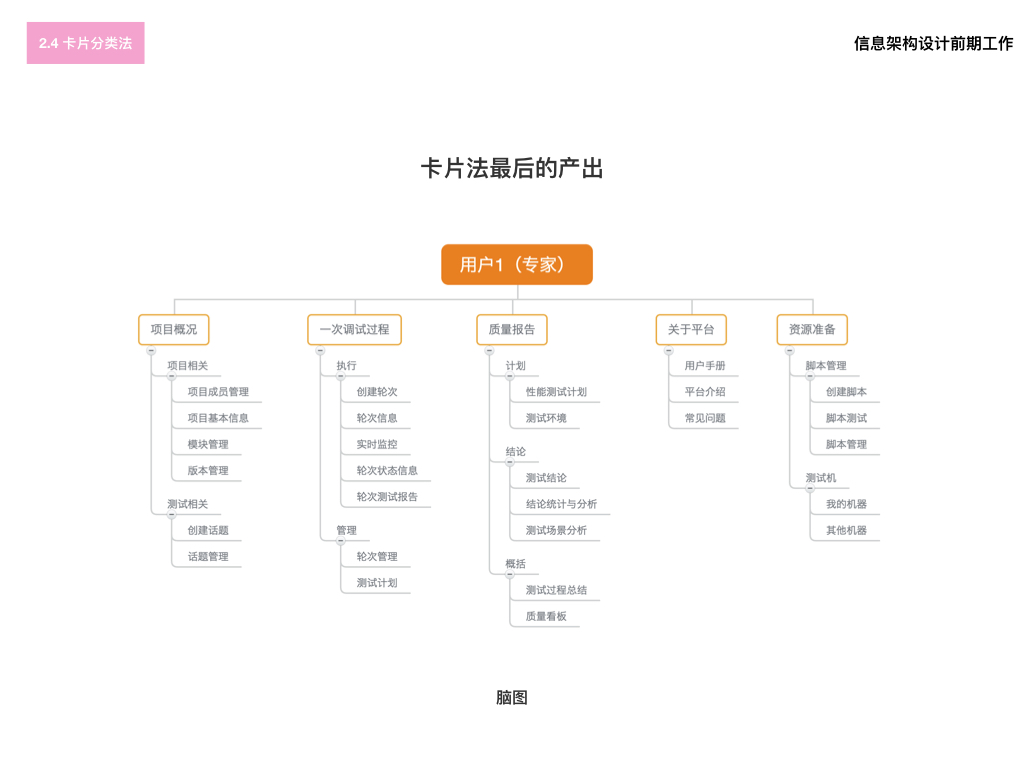 2.4 卡片分类法
信息架构设计前期工作
卡片法最后的产出
用户1（专家）
项目概况
项目相关
项目成员管理
项目基本信息
模块管理
版本管理
测试相关
创建话题
话题管理
一次调试过程
执行
创建轮次
轮次信息
实时监控
轮次状态信息
轮次测试报告
管理
轮次管理
测试计划
质量报告
计划
性能测试计划
测试环境
结论
测试结论
结论统计与分析
测试场景分析
概括
测试过程总结
质量看板
关于平台
用户手册
平台介绍
常见问题
资源准备
脚本管理
创建脚本
脚本测试
脚本管理
测试机
我的机器
其他机器
脑图